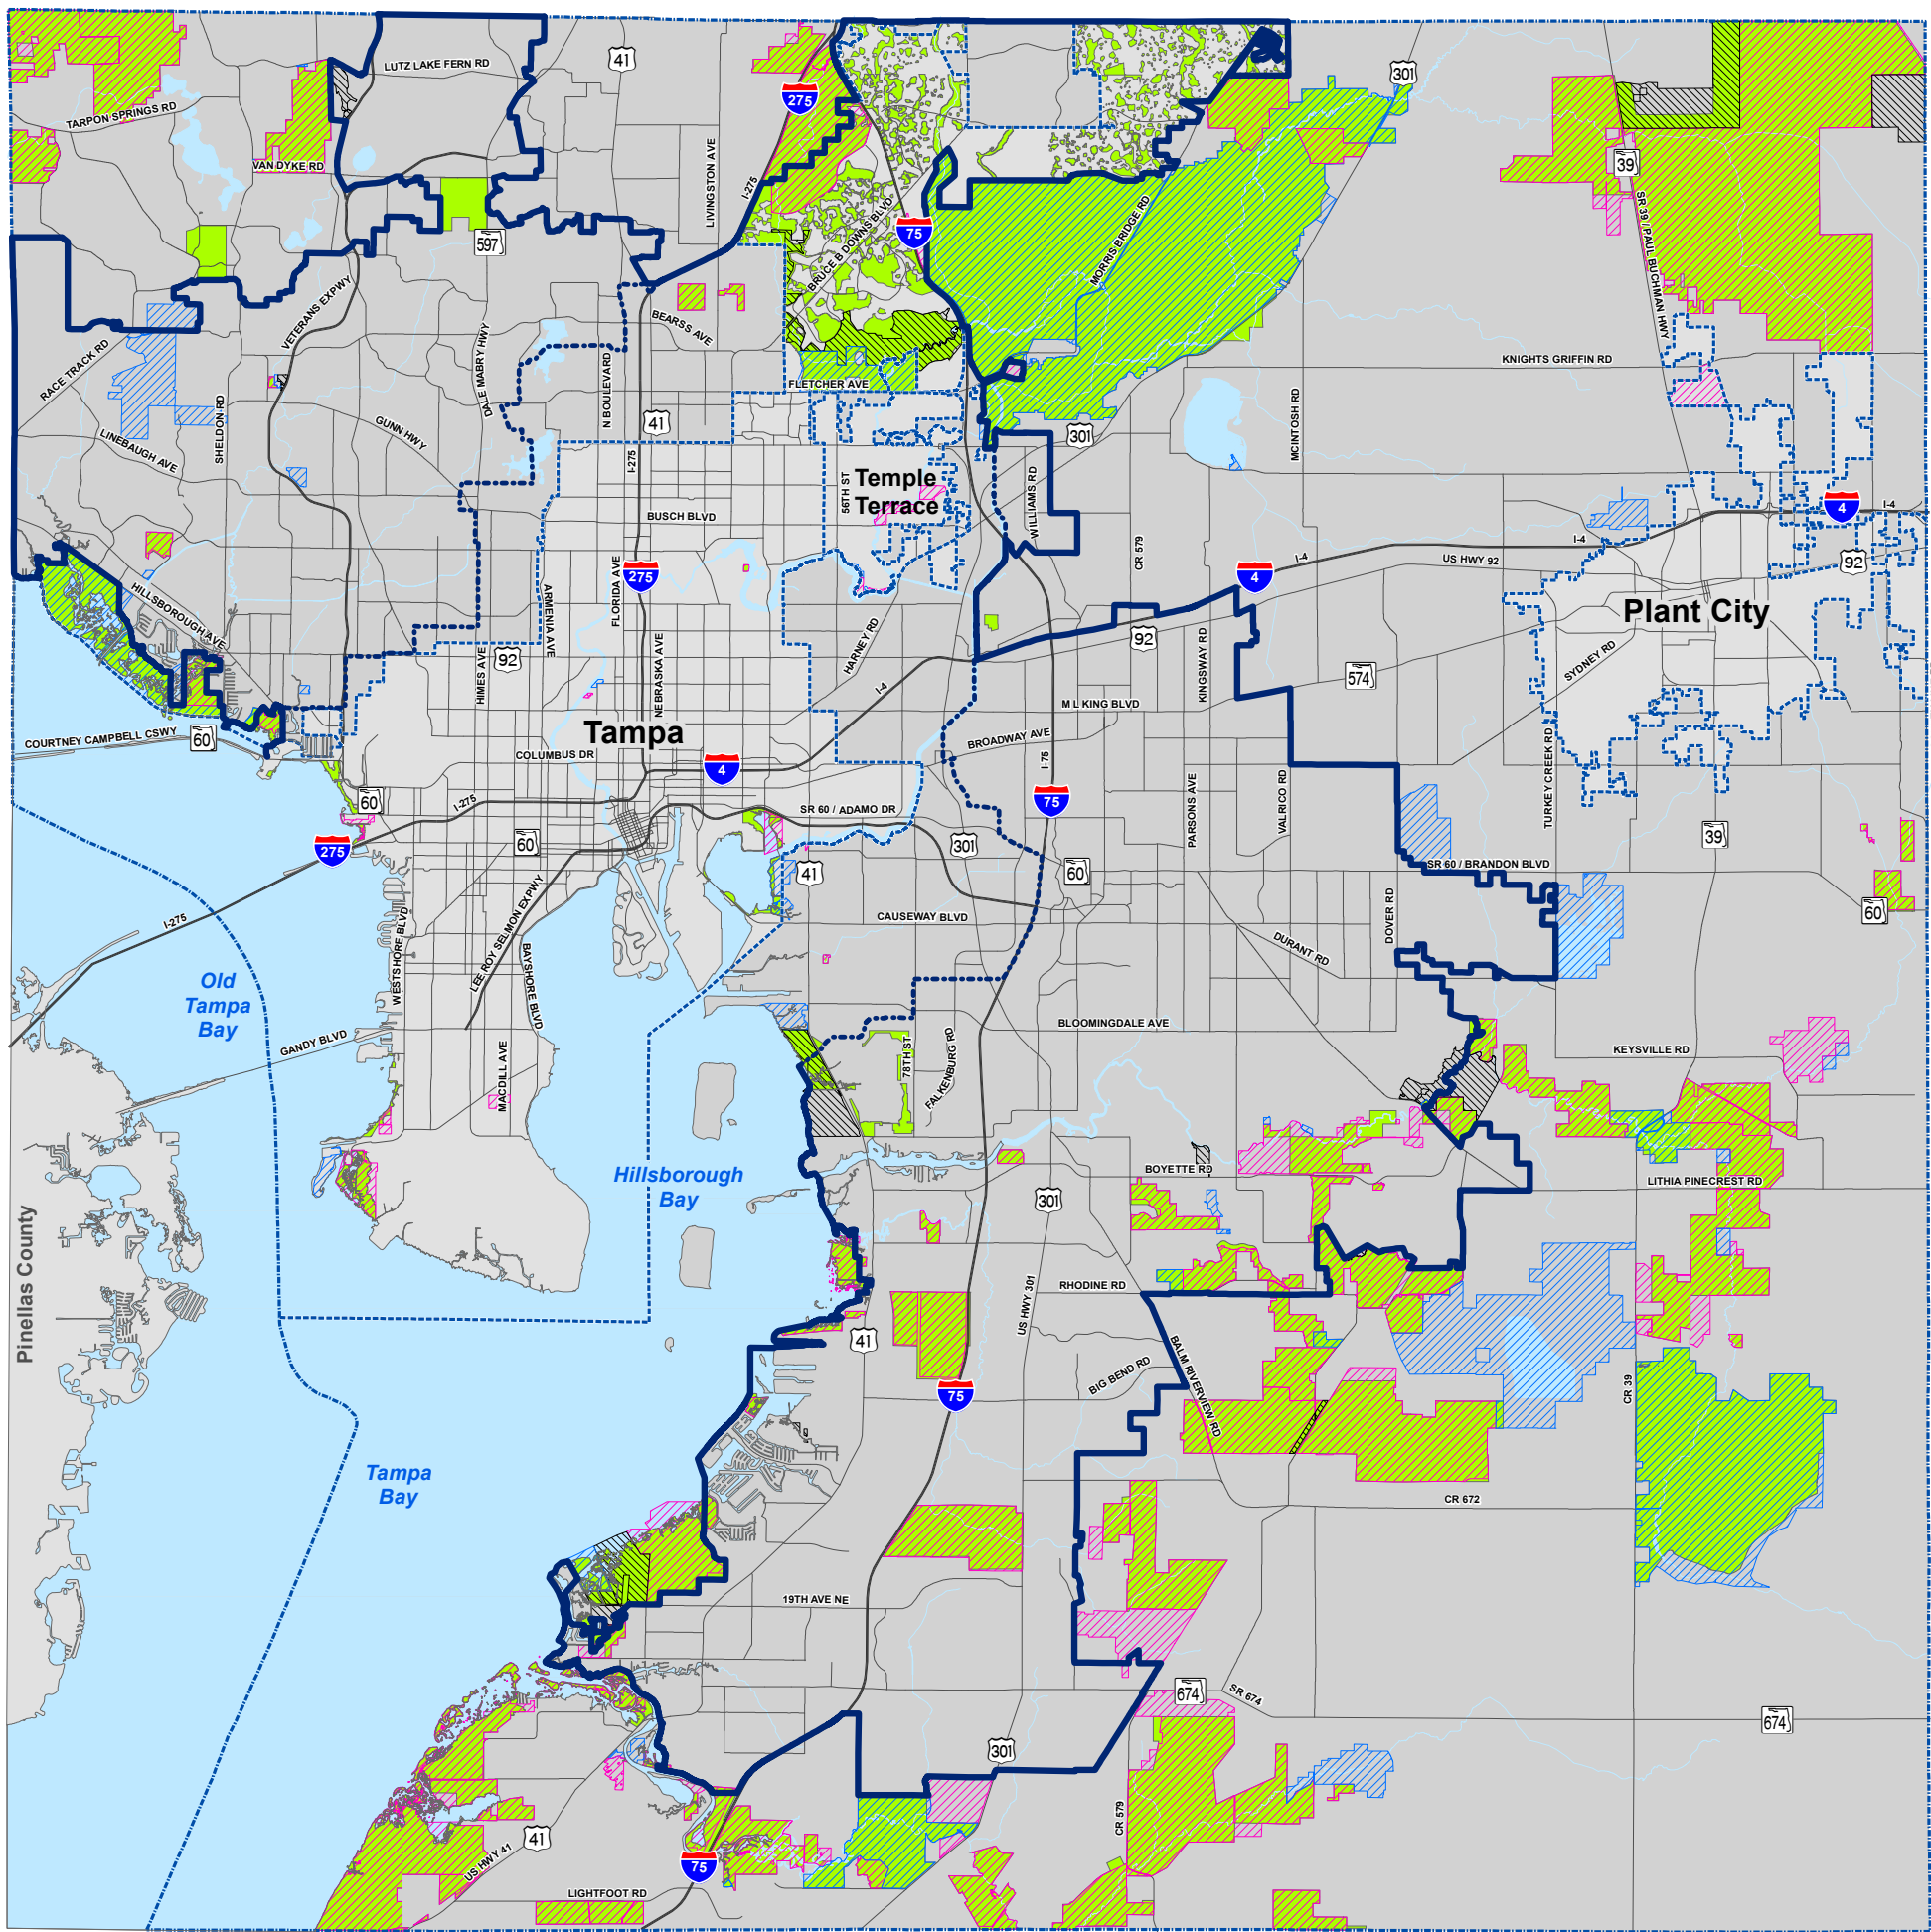 LUTZ LAKE FERN RD
41
301
275
TARPON SPRINGS RD
VAN DYKE RD
LIVINGSTON AVE
I-275
39
SR 39 / PAUL BUCHMAN HWY
597
75
BRUCE B DOWNS BLVD
MORRIS BRIDGE RD
VETERANS EXPWY
RACE TRACK RD
DALE MABRY HWY
BEARSS AVE
N BOULEVARD
KNIGHTS GRIFFIN RD
FLETCHER AVE
SHELDON RD
GUNN HWY
LINEBAUGH AVE
41
I-275
301
MCINTOSH RD
56TH ST
Temple
Terrace
WILLIAMS RD
BUSCH BLVD
4
I-4
I-4
CR 579
I-4
US HWY 92
92
275
4
HILLSBOROUGH AVE
ARMENIA AVE
FLORIDA AVE
Plant City
HARNEY RD
92
92
KINGSWAY RD
HIMES AVE
NEBRASKA AVE
SYDNEY RD
574
I-4
M L KING BLVD
Tampa
COURTNEY CAMPBELL CSWY
60
BROADWAY AVE
COLUMBUS DR
4
I-75
TURKEY CREEK RD
60
I-275
SR 60 / ADAMO DR
75
PARSONS AVE
VALRICO RD
275
60
301
39
41
60
SR 60 / BRANDON BLVD
I-275
WESTSHORE BLVD
LEE ROY SELMON EXPWY
BAYSHORE BLVD
CAUSEWAY BLVD
DOVER RD
DURANT RD
60
Old
Tampa
Bay
GANDY BLVD
MACDILL AVE
78TH ST
FALKENBURG RD
BLOOMINGDALE AVE
KEYSVILLE RD
Hillsborough
Bay
BOYETTE RD
LITHIA PINECREST RD
301
Pinellas County
US HWY 301
RHODINE RD
41
BALM RIVERVIEW RD
BIG BEND RD
75
CR 39
Tampa
Bay
CR 672
19TH AVE NE
674
SR 674
674
301
CR 579
41
US HWY 41
75
LIGHTFOOT RD